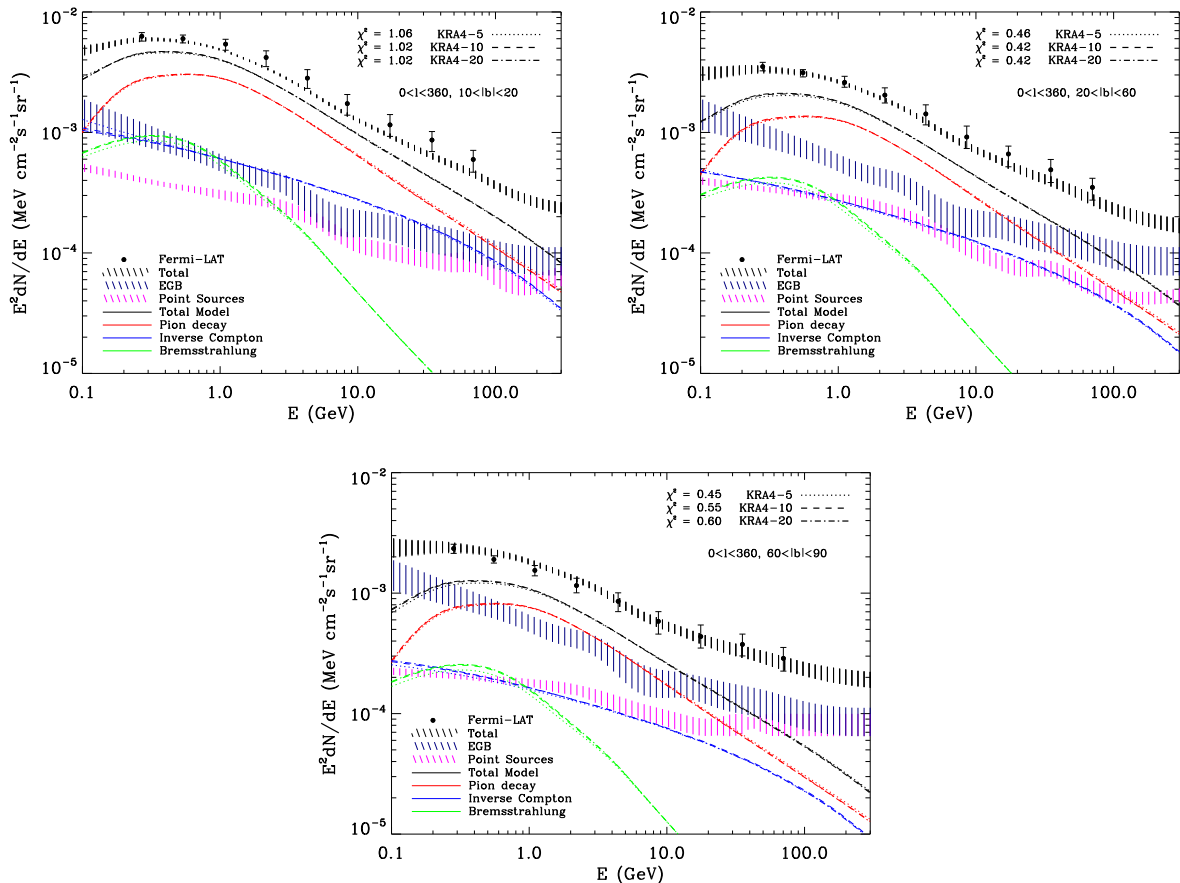 10⁻²
10⁻³
10⁻⁴
10⁻⁵
E²dN/dE (MeV cm⁻²s⁻¹sr⁻¹)
χ² = 1.06 KRA4-5
χ² = 1.02 KRA4-10
χ² = 1.02 KRA4-20
0<l<360, 10<|b|<20
Fermi-LAT
Total
EGB
Point Sources
Total Model
Pion decay
Inverse Compton
Bremsstrahlung
0.1 1.0 10.0 100.0
E (GeV)
10⁻²
10⁻³
10⁻⁴
10⁻⁵
E²dN/dE (MeV cm⁻²s⁻¹sr⁻¹)
χ² = 0.46 KRA4-5
χ² = 0.42 KRA4-10
χ² = 0.42 KRA4-20
0<l<360, 20<|b|<60
Fermi-LAT
Total
EGB
Point Sources
Total Model
Pion decay
Inverse Compton
Bremsstrahlung
0.1 1.0 10.0 100.0
E (GeV)
10⁻²
10⁻³
10⁻⁴
10⁻⁵
E²dN/dE (MeV cm⁻²s⁻¹sr⁻¹)
χ² = 0.45 KRA4-5
χ² = 0.55 KRA4-10
χ² = 0.60 KRA4-20
0<l<360, 60<|b|<90
Fermi-LAT
Total
EGB
Point Sources
Total Model
Pion decay
Inverse Compton
Bremsstrahlung
0.1 1.0 10.0 100.0
E (GeV)